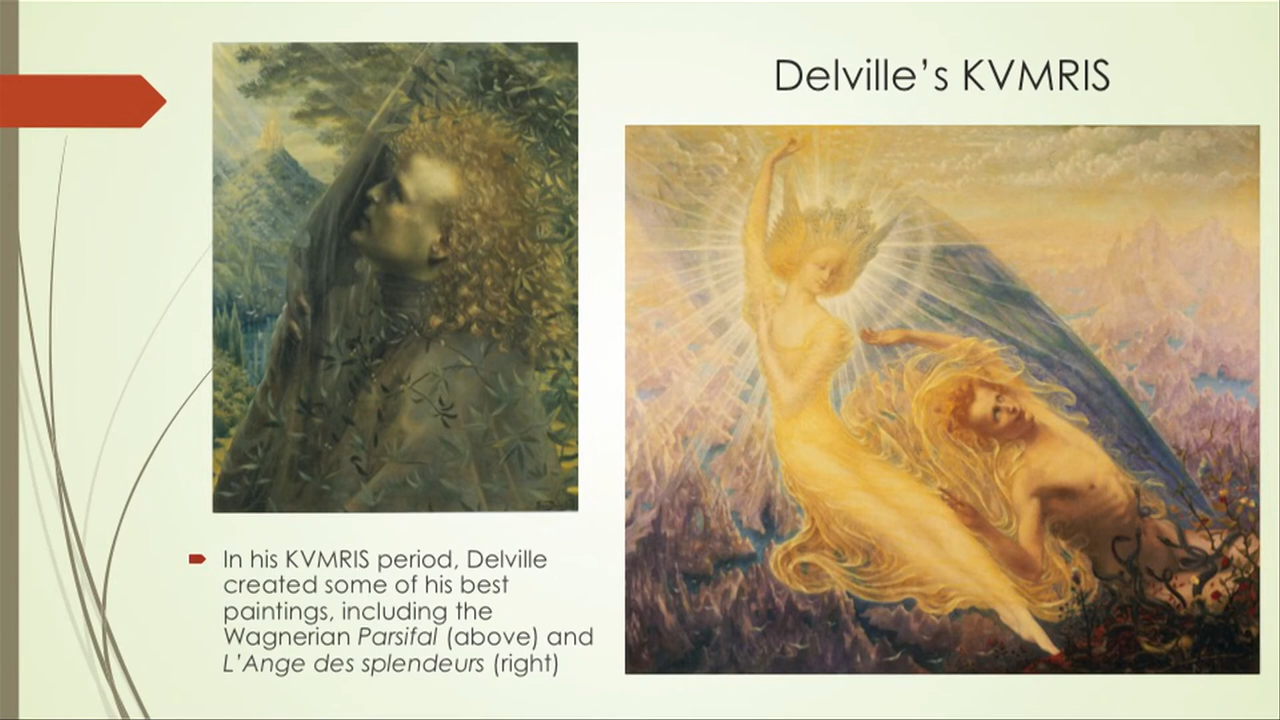 Delville’s KVMRIS
In his KVMRIS period, Delville
created some of his best
paintings, including the
Wagnerian Parsifal (above) and
L’Ange des splendeurs (right)